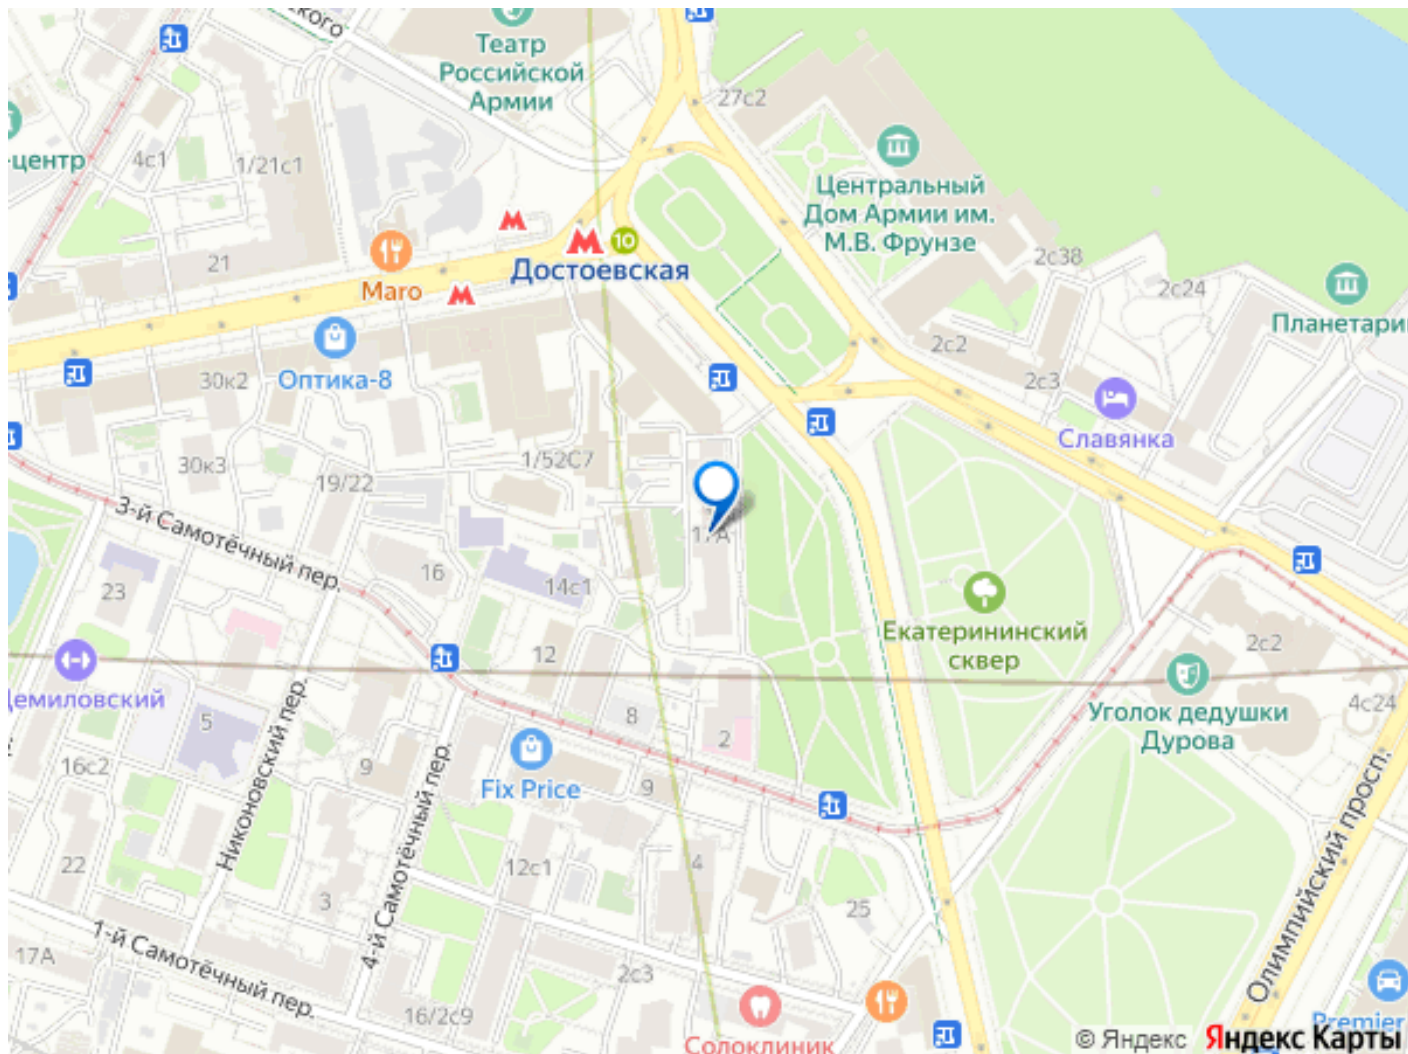 ского
Театр
Российской
Армии
27с2
-центр
4с1
1/21с1
Центральный
Дом Армии им.
М.В. Фрунзе
10
Достоевская
21
Maro
2с38
2с24
Планетари
Оптика-8
30к2
2с2
2с3
Славянка
30к3
1/52С7
19/22
3-й Самотёчный пер.
17А
16
14с1
23
Екатерининский
сквер
2с2
12
Демиловский
4с24
Уголок дедушки
Дурова
5
8
2
16с2
9
Fix Price
9
Никоновский пер.
4-й Самотёчный пер.
Олимпийский просп.
22
12с1
4
3
25
1-й Самотёчный пер.
17А
2с3
16/2с9
Солоклиник
Premier
© Яндекс Яндекс Карты